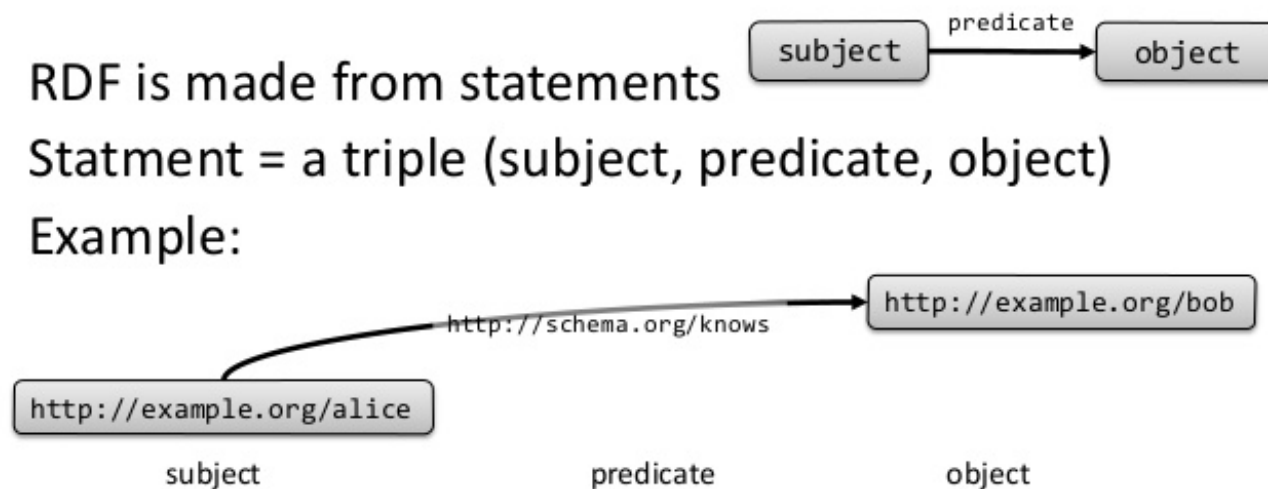 predicate
subject
object
RDF is made from statements
Statment = a triple (subject, predicate, object)
Example:
http://example.org/bob
http://schema.org/knows
http://example.org/alice
subject predicate object